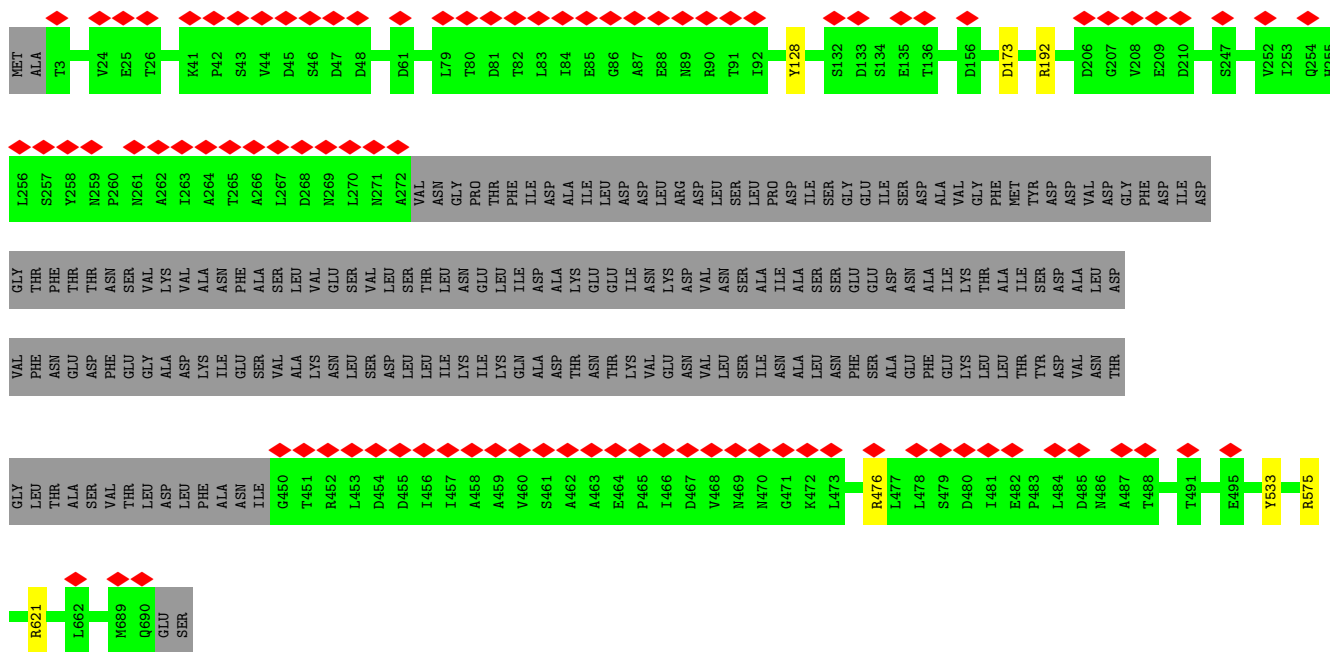 MET ALA T3 V24 E25 T26 K41 P42 S43 V44 D45 S46 D47 D48 D61 L79 T80 D81 T82 L83 I84 E85 G86 A87 E88 N89 R90 T91 I92 Y128 S132 D133 S134 E135 T136 D156 D173 R192 D206 G207 V208 E209 D210 S247 V252 I253 Q254 H255
L256 S257 Y258 N259 P260 N261 A262 I263 A264 T265 A266 L267 D268 N269 L270 N271 A272 VAL ASN GLY PRO THR PHE ILE ASP ALA ILE LEU ASP ASP LEU ARG ASP LEU SER LEU PRO ASP ILE SER GLY GLU ILE SER ASP ALA VAL GLY PHE MET TYR ASP ASP VAL ASP GLY PHE ASP ILE ASP
GLY THR PHE THR THR ASN SER VAL LYS VAL ALA ASN PHE ALA SER LEU VAL GLU SER VAL LEU SER THR LEU ASN GLU LEU ILE ASP ALA LYS GLU GLU ILE ASN LYS ASP VAL ASN SER ALA ILE ALA SER SER GLU GLU ASP ASN ALA ILE LYS THR ALA ILE SER ASP ALA LEU ASP
VAL PHE ASN GLU ASP PHE GLU GLY ALA ASP LYS ILE GLU SER VAL ALA LYS ASN LEU SER ASP LEU LEU ILE LYS ILE LYS GLN ALA ASP THR ASN THR LYS VAL GLU ASN VAL LEU SER ILE ASN ALA LEU ASN PHE SER ALA GLU PHE GLU LYS LEU LEU THR TYR ASP VAL ASN THR
GLY LEU THR ALA SER VAL THR LEU ASP LEU PHE ALA ASN ILE G450 T451 R452 L453 D454 D455 I456 I457 A458 A459 V460 S461 A462 A463 E464 P465 I466 D467 V468 N469 N470 G471 K472 L473 R476 L477 L478 S479 D480 I481 E482 P483 L484 D485 N486 A487 T488 T491 E495 Y533 R575
R621 L662 M689 Q690 GLU SER